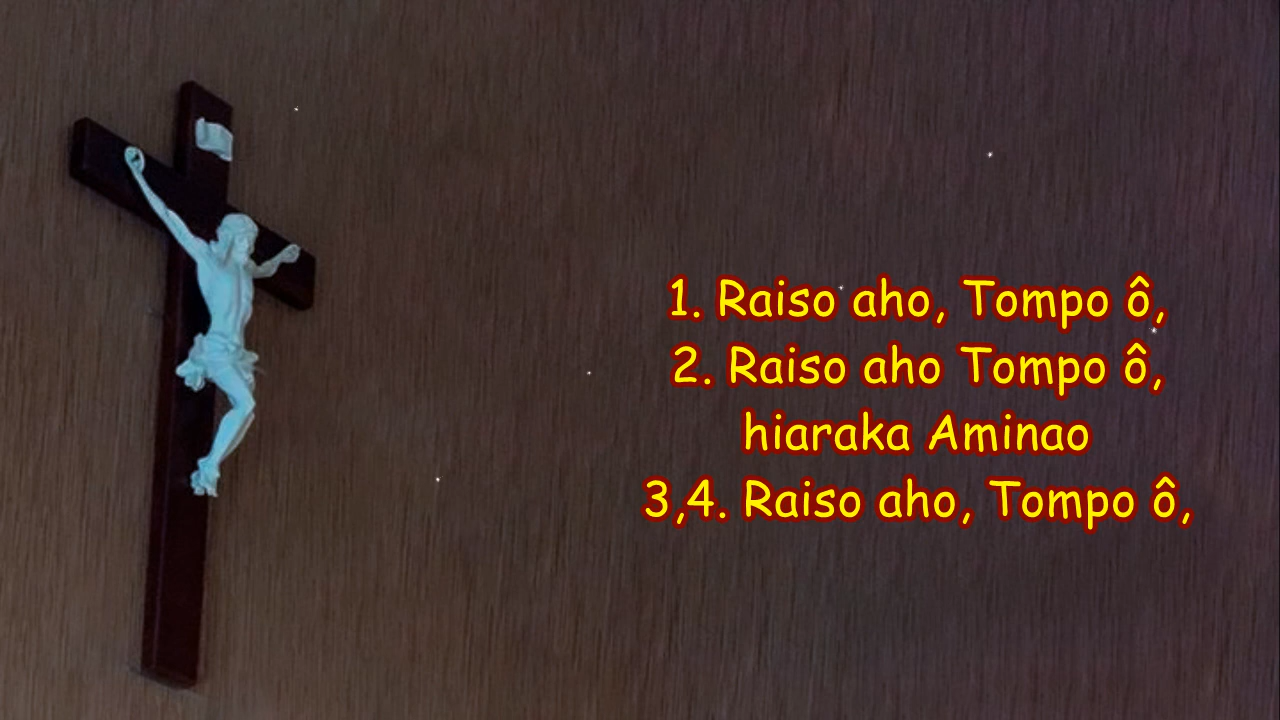 1. Raiso aho, Tompo ô,
2. Raiso aho Tompo ô,
hiaraka Aminao
3,4. Raiso aho, Tompo ô,